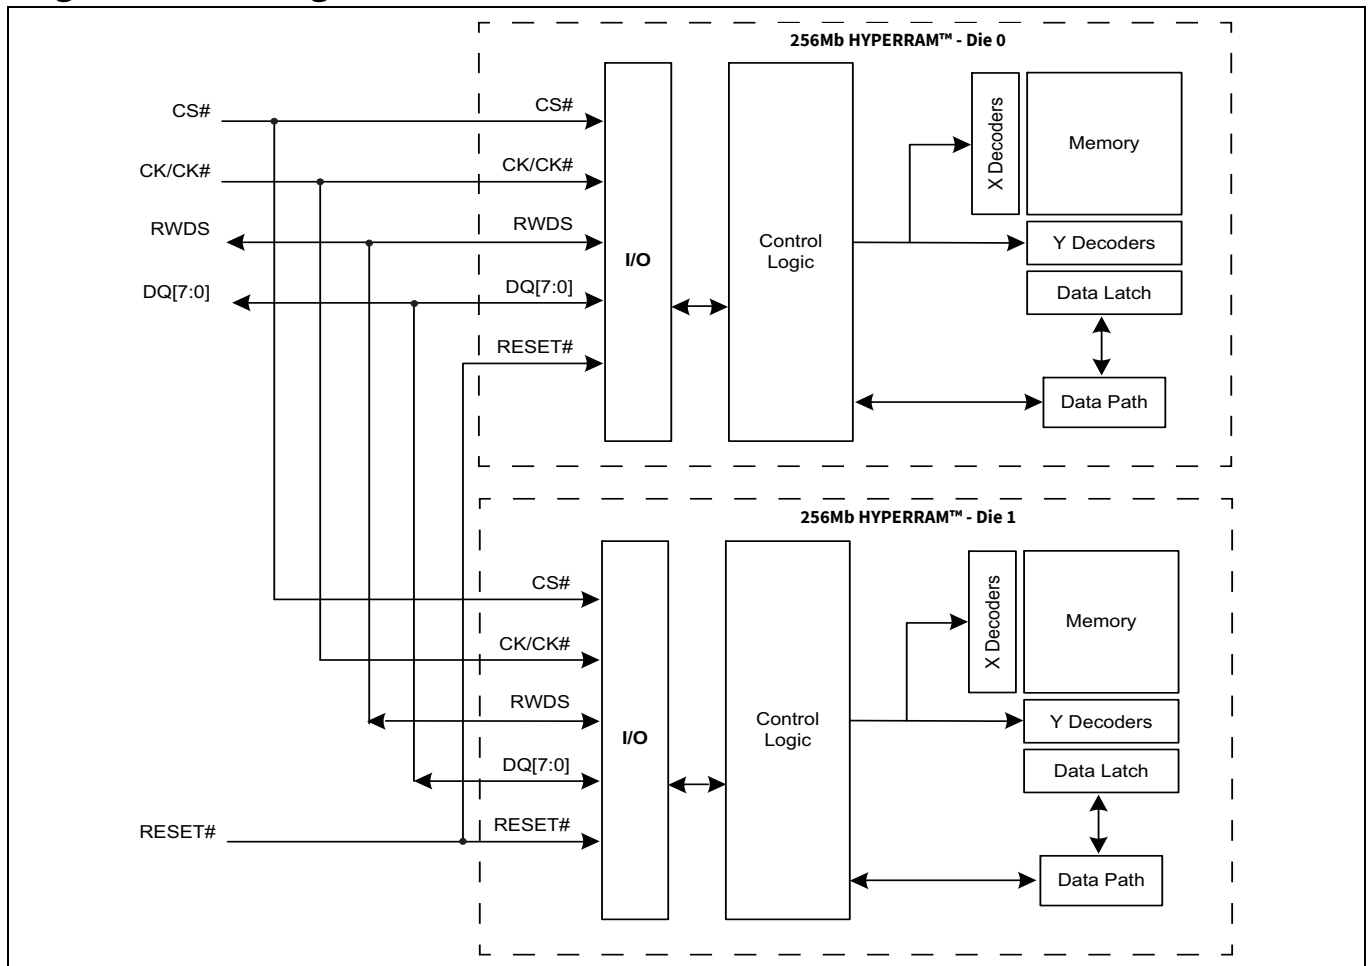 256Mb HYPERRAM™ - Die 0
CS#
CS#
CK/CK#
CK/CK#
RWDS
RWDS
DQ[7:0]
DQ[7:0]
RESET#
I/O
Control
Logic
X Decoders
Memory
Y Decoders
Data Latch
Data Path
256Mb HYPERRAM™ - Die 1
CS#
CK/CK#
RWDS
DQ[7:0]
RESET#
RESET#
I/O
Control
Logic
X Decoders
Memory
Y Decoders
Data Latch
Data Path